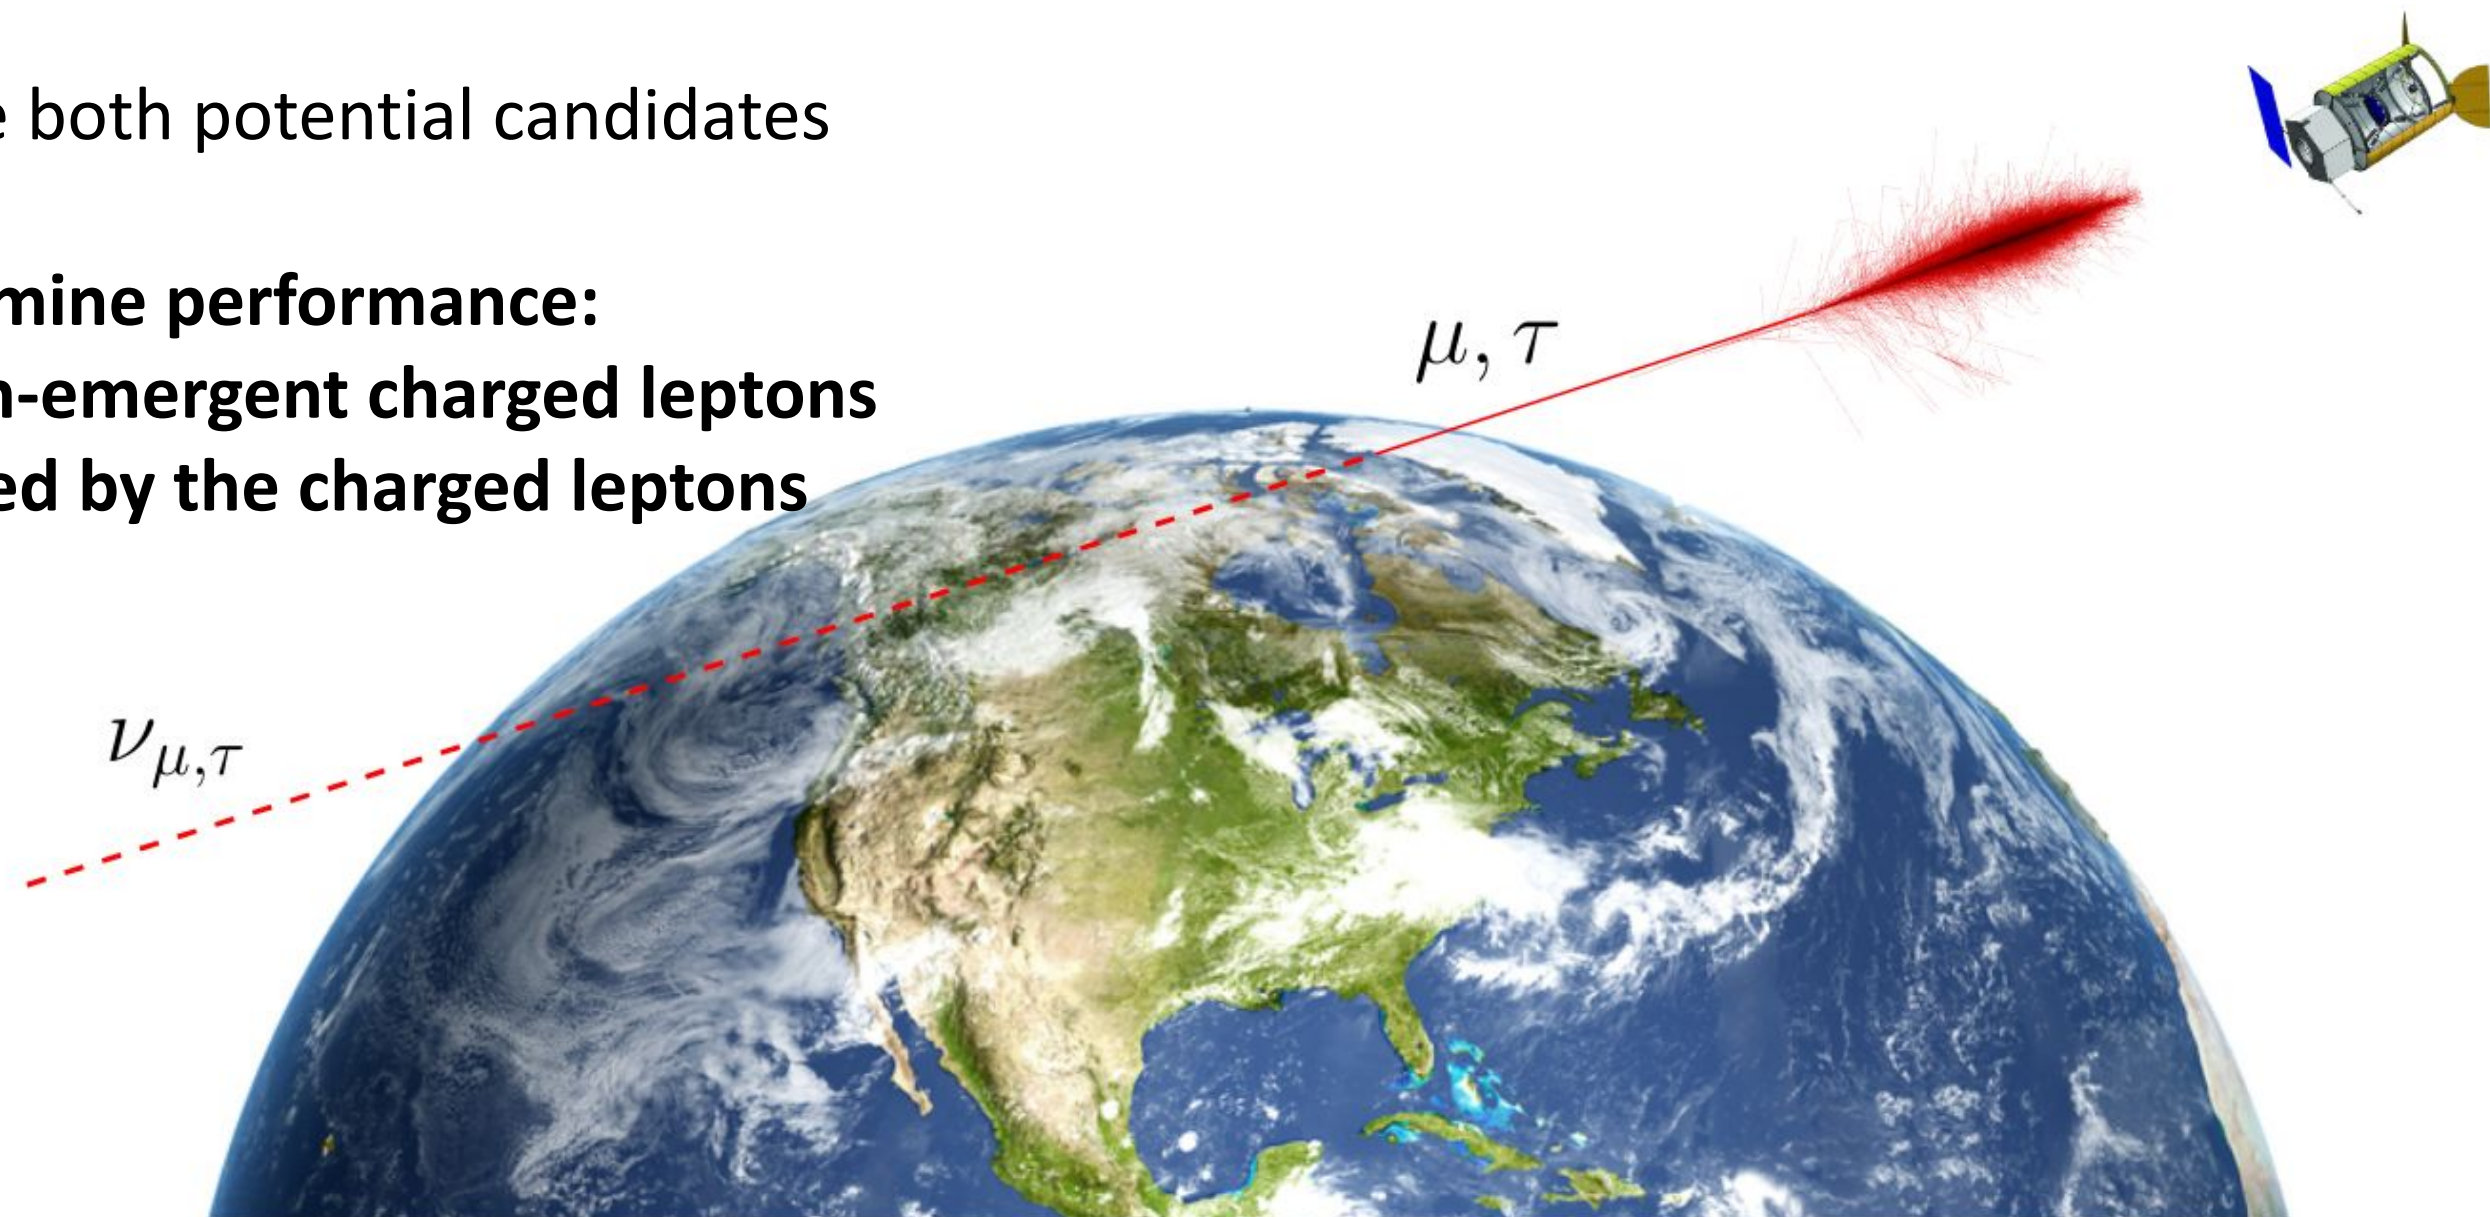 e both potential candidates
mine performance:
n-emergent charged leptons
ed by the charged leptons
μ, τ
ν_{μ,τ}